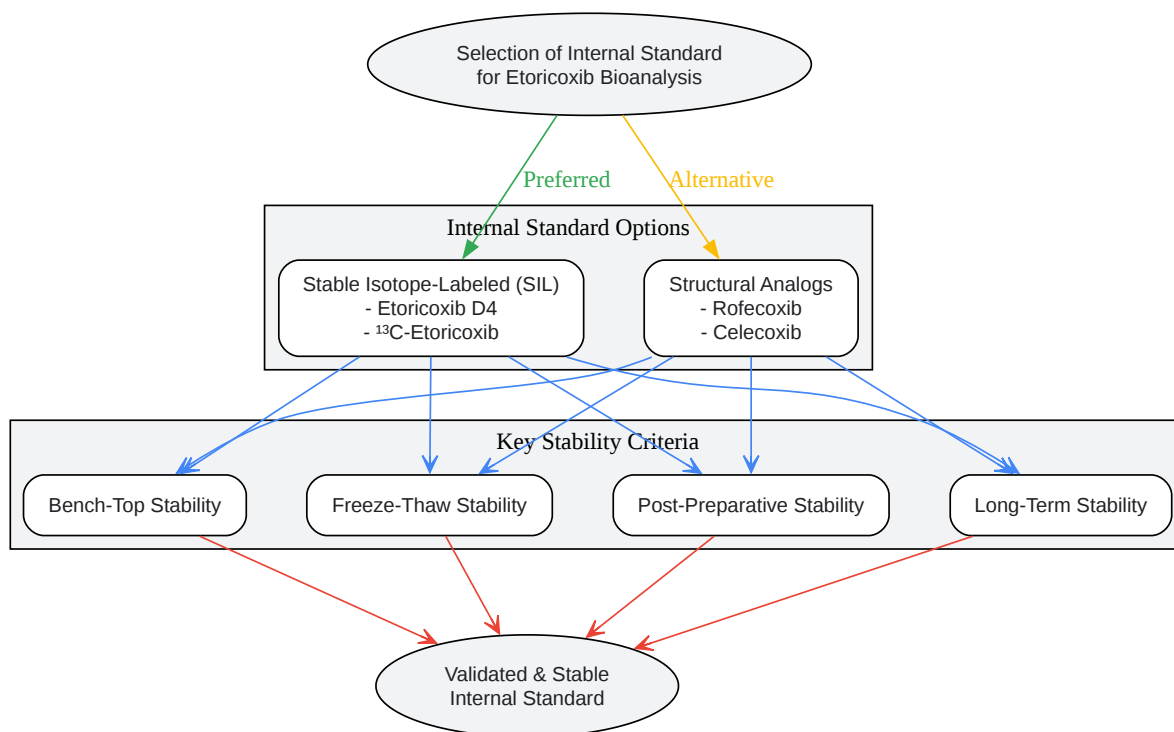 Selection of Internal Standard
for Etoricoxib Bioanalysis
Preferred
Alternative
Internal Standard Options
Stable Isotope-Labeled (SIL)
- Etoricoxib D4
- ¹³C-Etoricoxib
Structural Analogs
- Rofecoxib
- Celecoxib
Key Stability Criteria
Bench-Top Stability
Freeze-Thaw Stability
Post-Preparative Stability
Long-Term Stability
Validated & Stable
Internal Standard